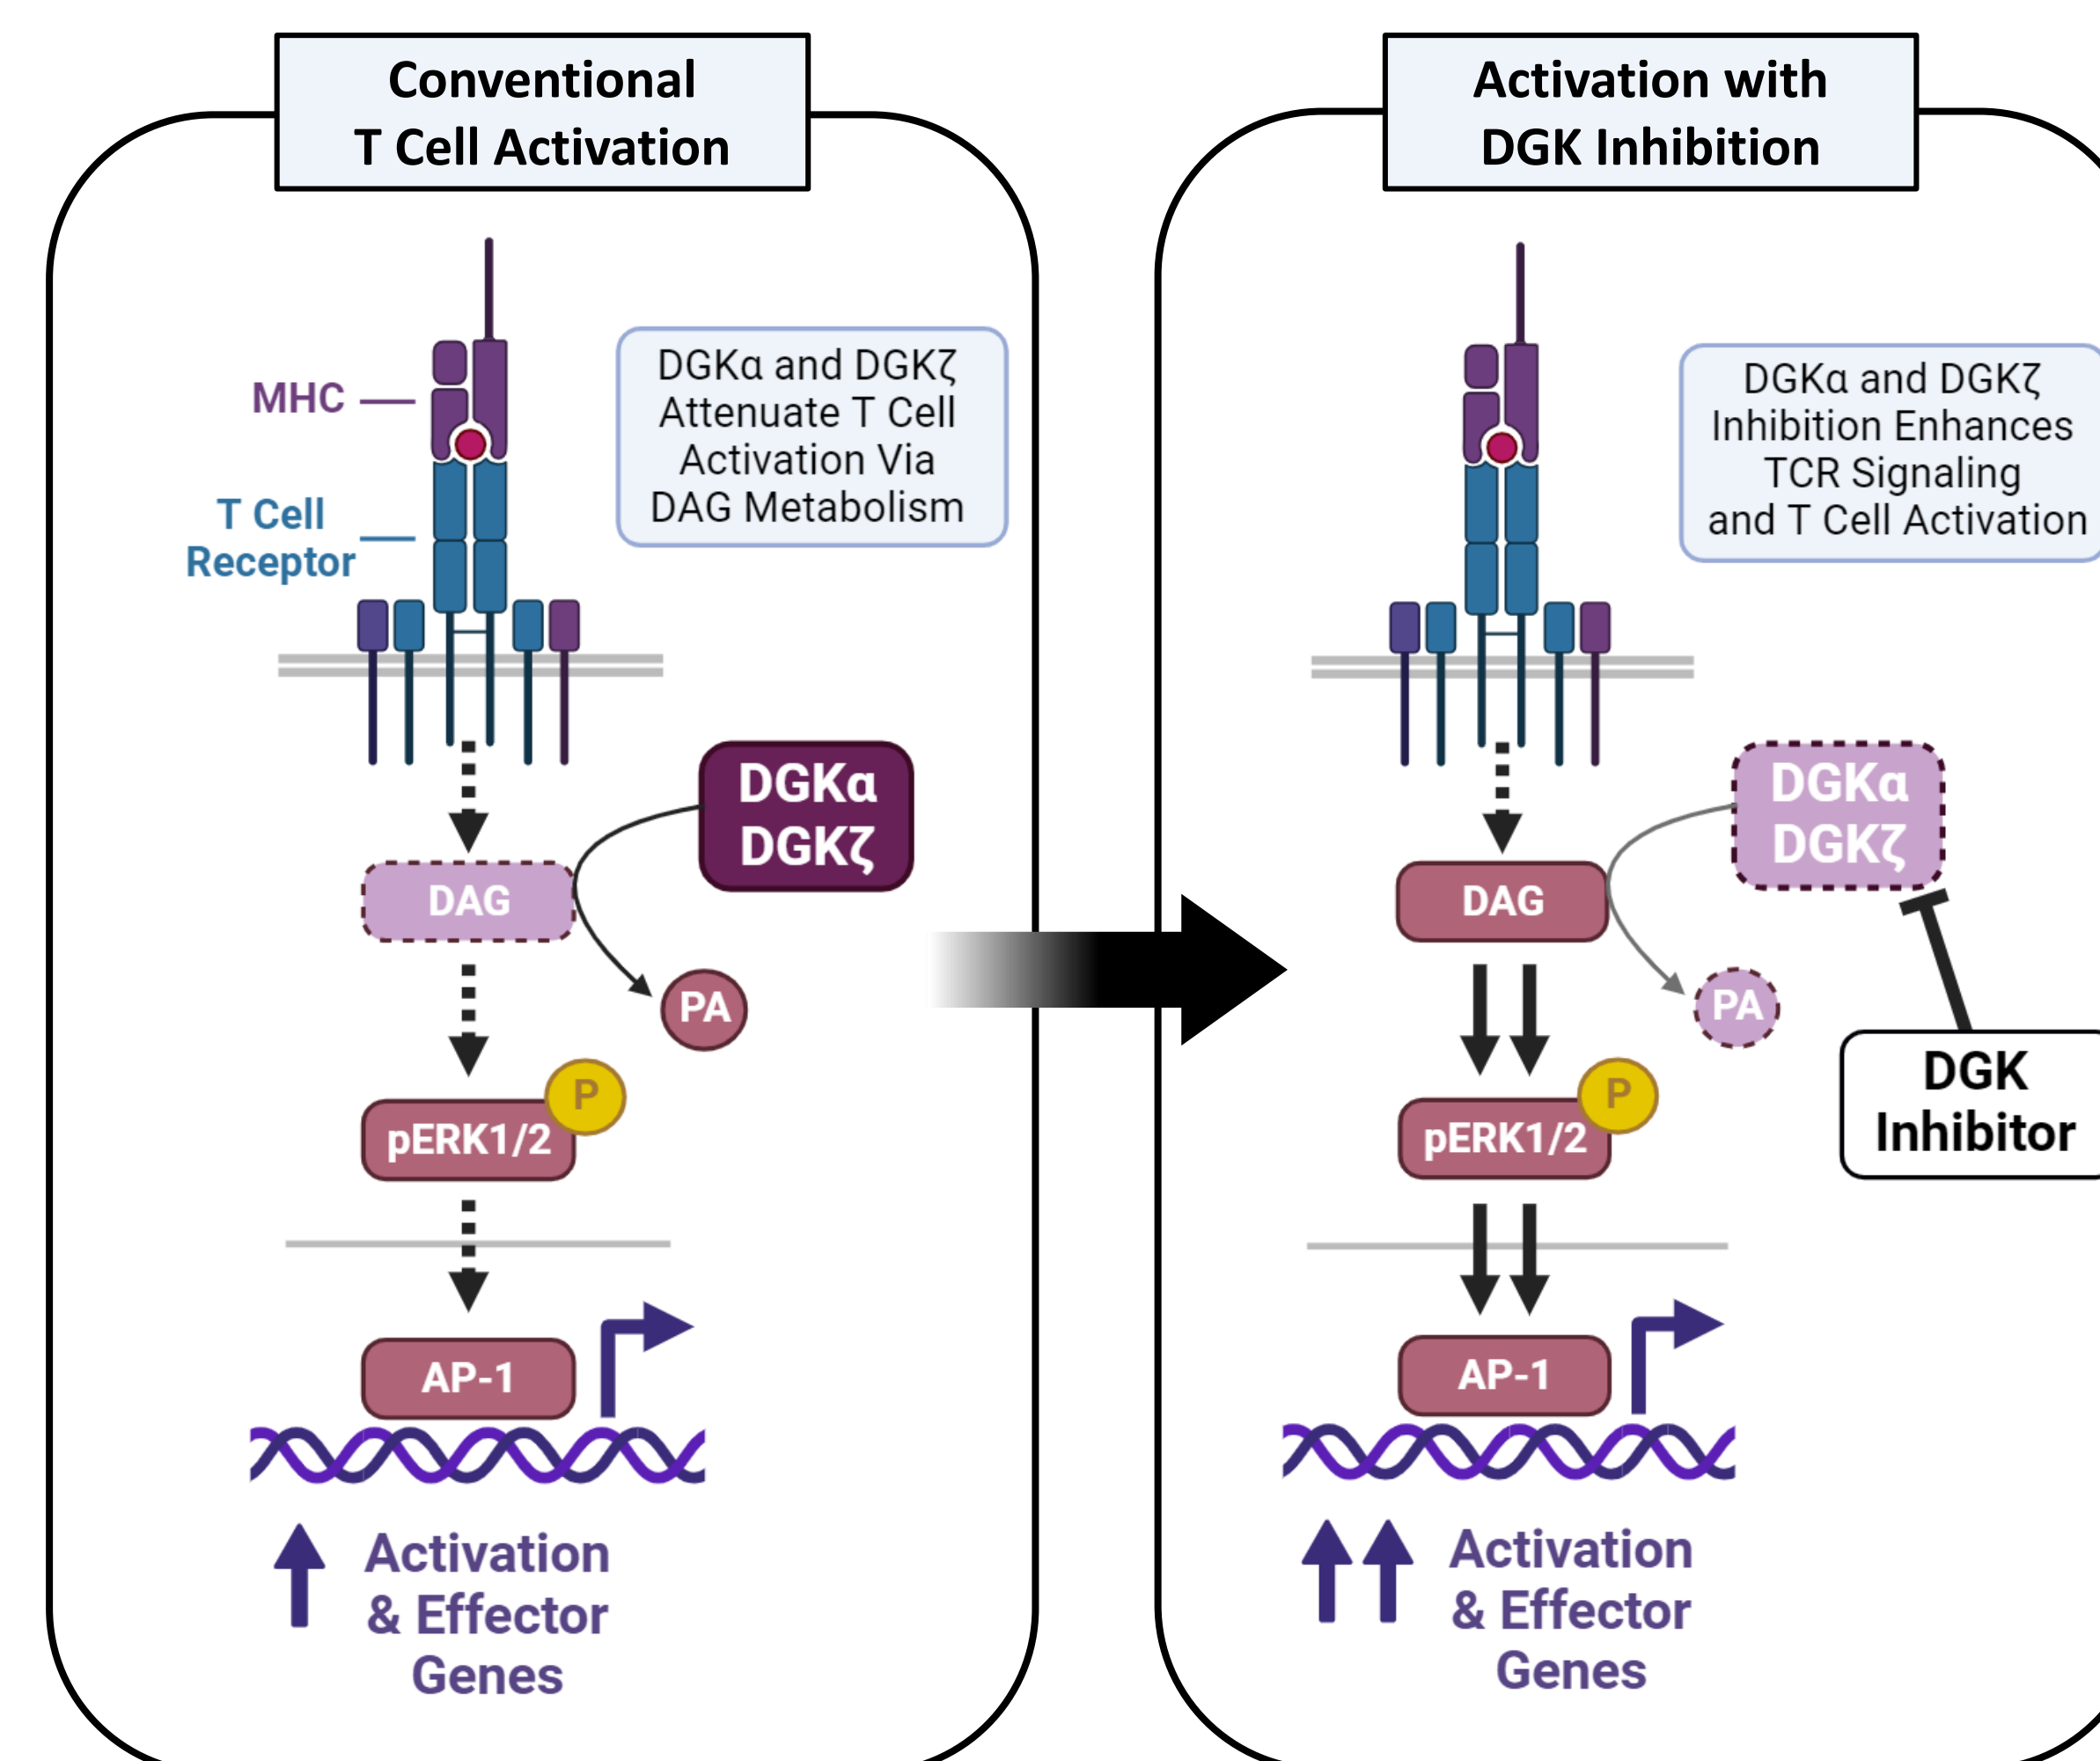 Conventional
T Cell Activation
MHC
T Cell
Receptor
DGKα and DGKζ
Attenuate T Cell
Activation Via
DAG Metabolism
DGKα
DGKζ
DAG
PA
P
pERK1/2
AP-1
Activation
& Effector
Genes
Activation with
DGK Inhibition
DGKα and DGKζ
Inhibition Enhances
TCR Signaling
and T Cell Activation
DGKα
DGKζ
DAG
PA
DGK
Inhibitor
P
pERK1/2
AP-1
Activation
& Effector
Genes